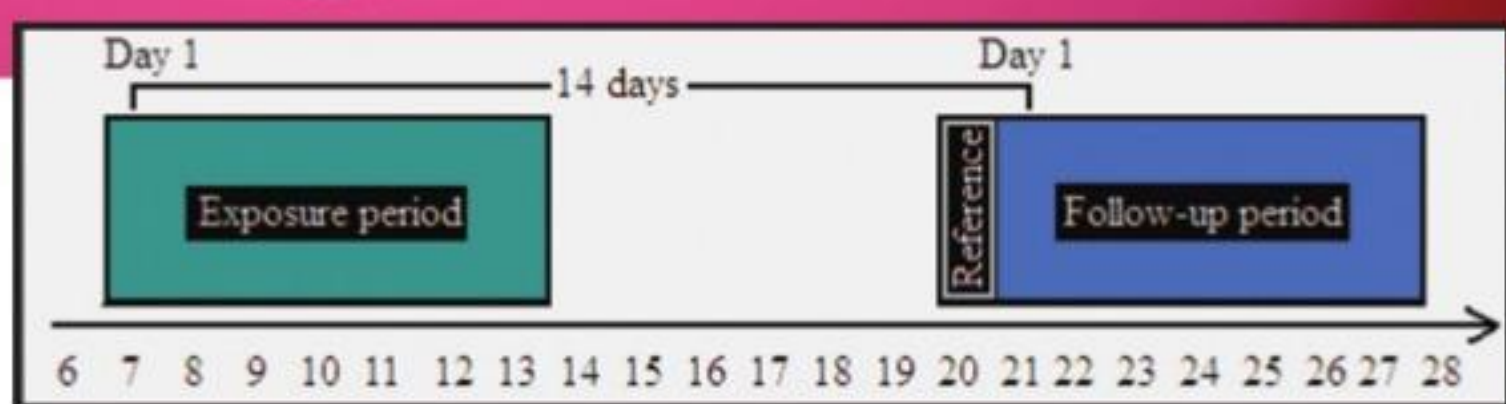 Day 1 Day 1
14 days
Exposure period Reference Follow-up period
6 7 8 9 10 11 12 13 14 15 16 17 18 19 20 21 22 23 24 25 26 27 28